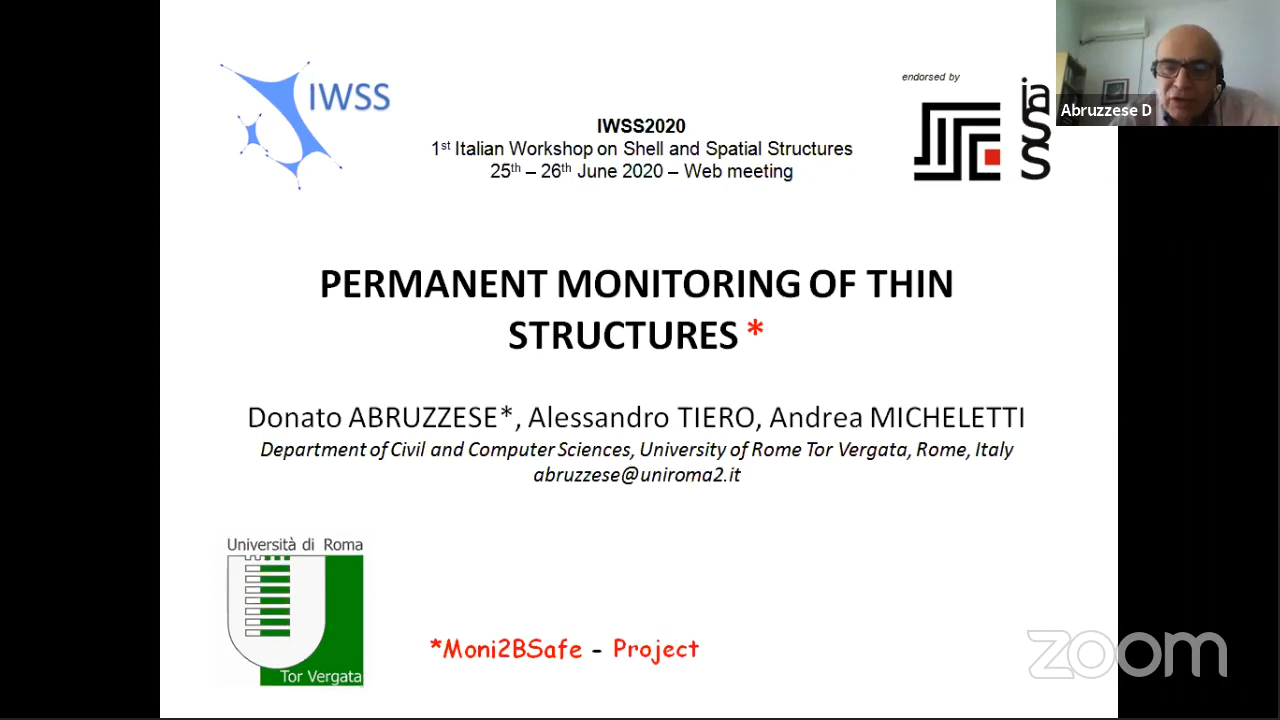 IWSS
IWSS2020
1st Italian Workshop on Shell and Spatial Structures
25th – 26th June 2020 – Web meeting
endorsed by
iass
Abruzzese D
PERMANENT MONITORING OF THIN
STRUCTURES *
Donato ABRUZZESE*, Alessandro TIERO, Andrea MICHELETTI
Department of Civil and Computer Sciences, University of Rome Tor Vergata, Rome, Italy
abruzzese@uniroma2.it
Università di Roma
Tor Vergata
*Moni2BSafe - Project
zoom